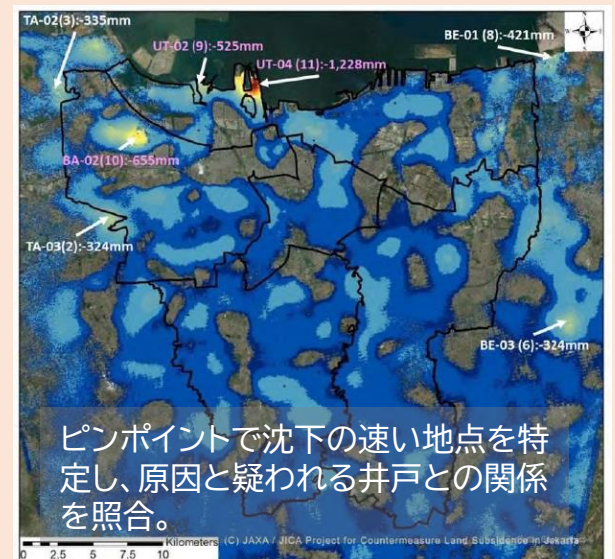 TA-02(3):-335mm
BE-01 (8):-421mm
UT-02 (9):-525mm
UT-04 (11):-1,228mm
BA-02(10):-655mm
TA-03(2):-324mm
BE-03 (6):-324mm
ピンポイントで沈下の速い地点を特
定し、原因と疑われる井戸との関係
を照合。
Kilometers (C) JAXA / JICA Project for Countermeasure Land Subsidence in Jakarta
0 2.5 5 7.5 10